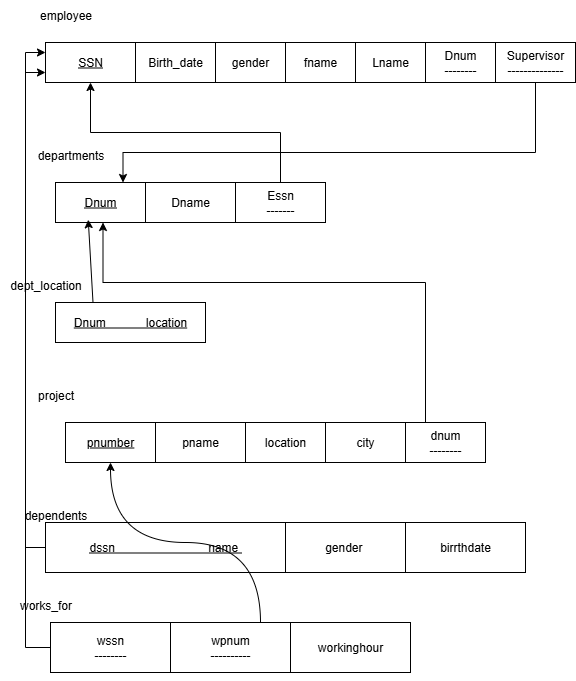 employee
SSN Birth_date gender fname Lname Dnum Supervisor
-------- --------------
departments
Dnum Dname Essn
-------
dept_location
Dnum location
project
pnumber pname location city dnum
--------
dependents
dssn name gender birrthdate
works_for
wssn wpnum workinghour
-------- ----------